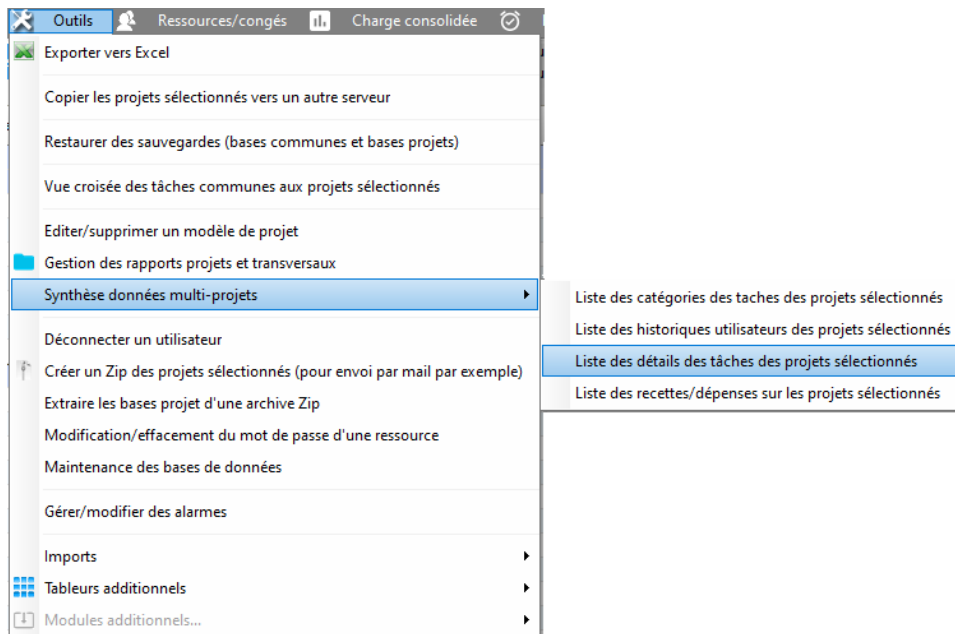 Outils Ressources/congés Charge consolidée
Exporter vers Excel
Copier les projets sélectionnés vers un autre serveur
Restaurer des sauvegardes (bases communes et bases projets)
Vue croisée des tâches communes aux projets sélectionnés
Editer/supprimer un modèle de projet
Gestion des rapports projets et transversaux
Synthèse données multi-projets
Liste des catégories des taches des projets sélectionnés
Liste des historiques utilisateurs des projets sélectionnés
Liste des détails des tâches des projets sélectionnés
Liste des recettes/dépenses sur les projets sélectionnés
Déconnecter un utilisateur
Créer un Zip des projets sélectionnés (pour envoi par mail par exemple)
Extraire les bases projet d'une archive Zip
Modification/effacement du mot de passe d'une ressource
Maintenance des bases de données
Gérer/modifier des alarmes
Imports
Tableurs additionnels
Modules additionnels...